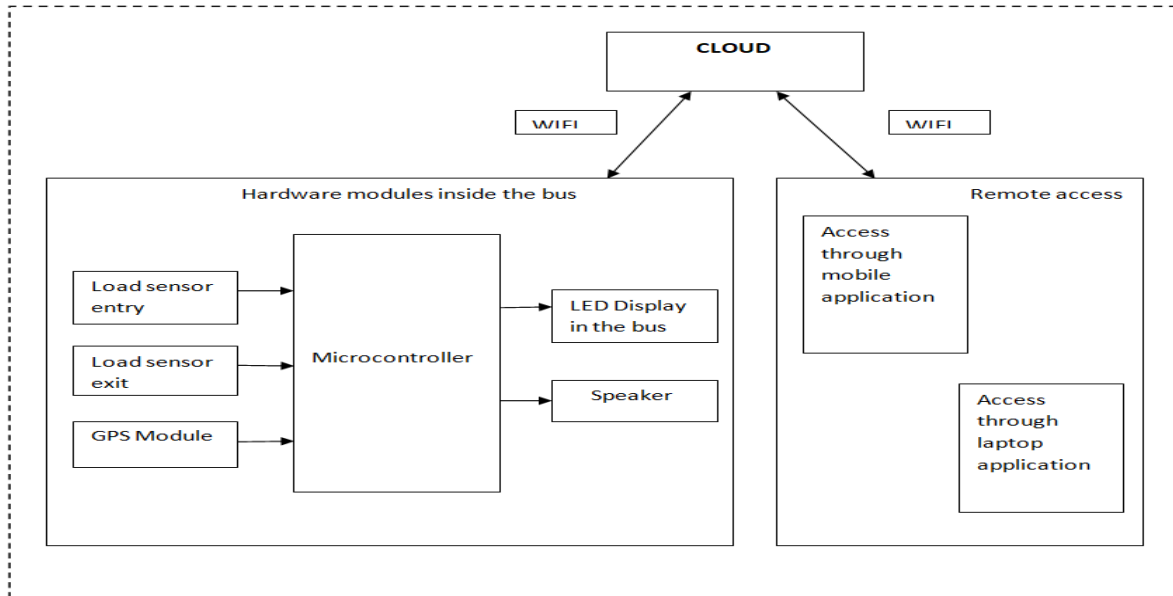 CLOUD
WIFI
WIFI
Hardware modules inside the bus
Load sensor
entry
Load sensor
exit
GPS Module
Microcontroller
LED Display
in the bus
Speaker
Remote access
Access
through
mobile
application
Access
through
laptop
application